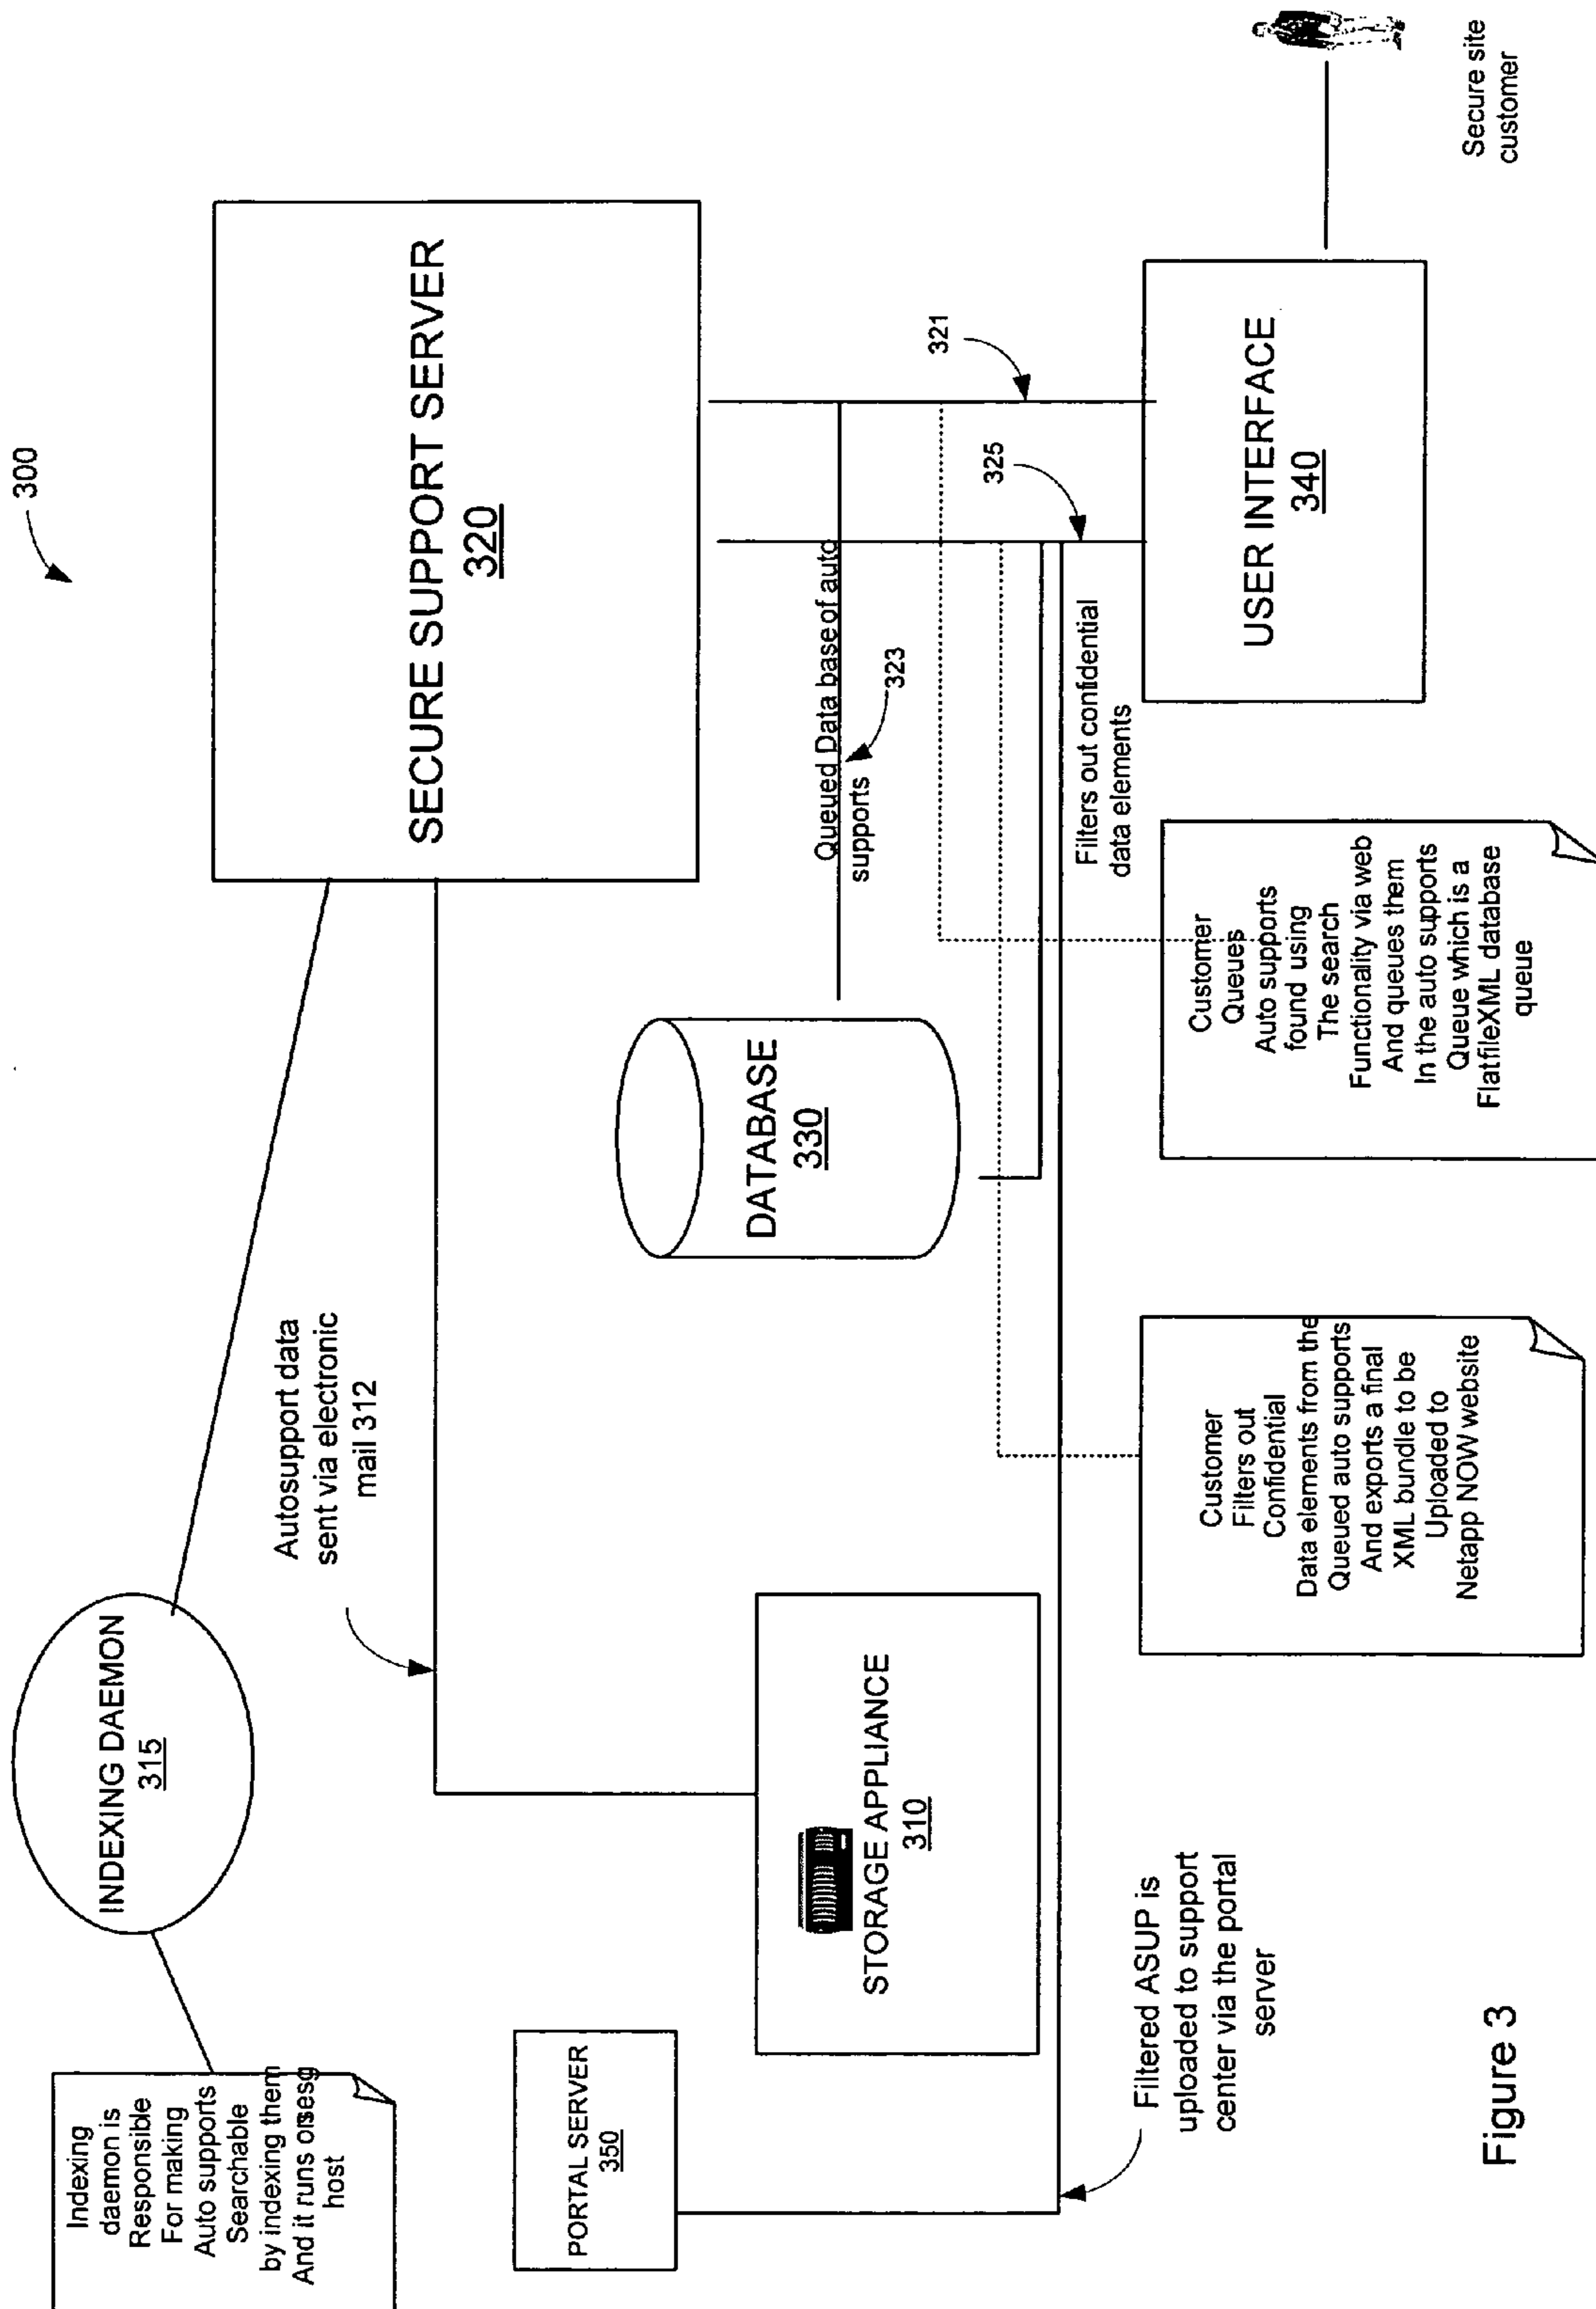 300
Indexing
daemon is
Responsible
For making
Auto supports
Searchable
by indexing them
And it runs on sesg
host
INDEXING DAEMON
315
Autosupport data
sent via electronic
mail 312
SECURE SUPPORT SERVER
320
PORTAL SERVER
350
STORAGE APPLIANCE
310
DATABASE
330
Queued Data base of auto
supports
323
321
325
Filters out confidential
data elements
USER INTERFACE
340
Secure site
customer
Filtered ASUP is
uploaded to support
center via the portal
server
Customer
Filters out
Confidential
Data elements from the
Queued auto supports
And exports a final
XML bundle to be
Uploaded to
Netapp NOW website
Customer
Queues
Auto supports
found using
The search
Functionality via web
And queues them
In the auto supports
Queue which is a
FlatfileXML database
queue
Figure 3